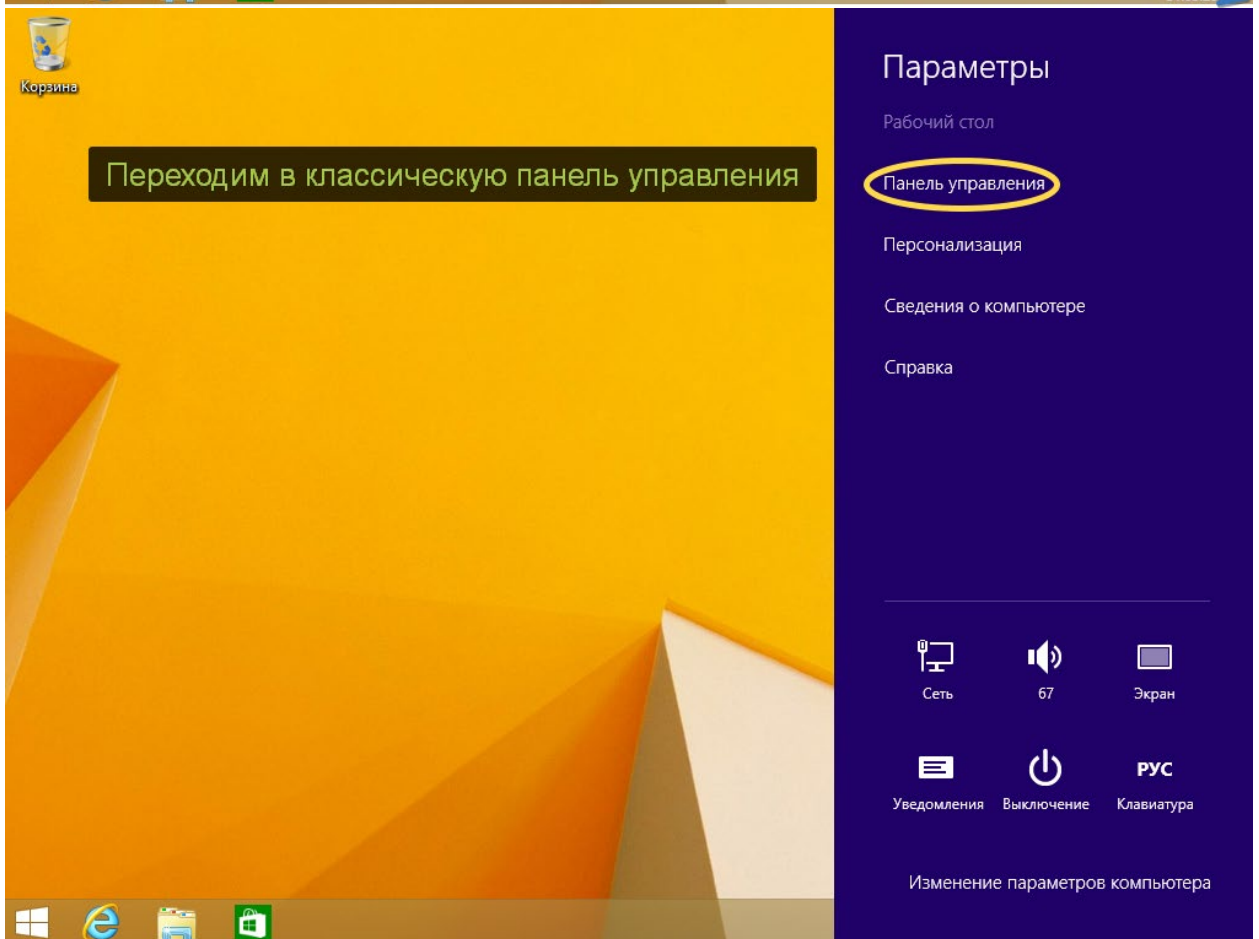 Корзина
Переходим в классическую панель управления
Параметры
Рабочий стол
Панель управления
Персонализация
Сведения о компьютере
Справка
Сеть
67
Экран
Уведомления
Выключение
РУС
Клавиатура
Изменение параметров компьютера